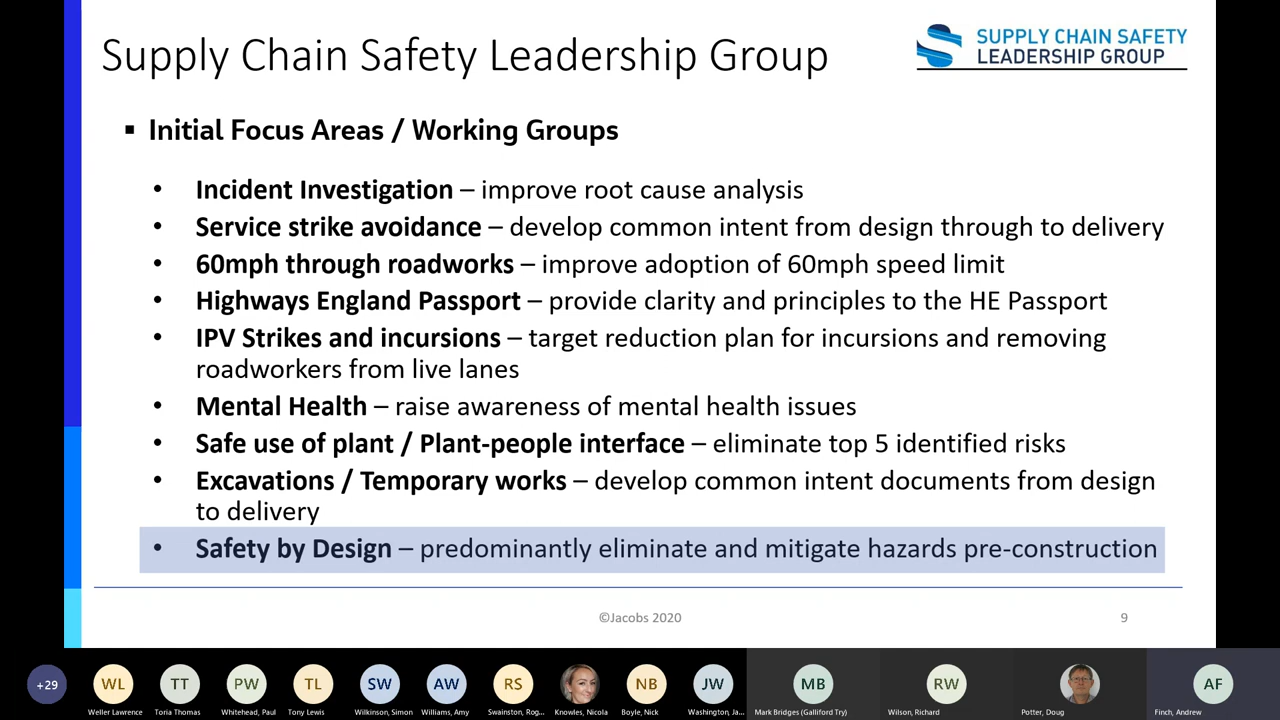 Supply Chain Safety Leadership Group
SUPPLY CHAIN SAFETY
LEADERSHIP GROUP
▪ Initial Focus Areas / Working Groups
• Incident Investigation – improve root cause analysis
• Service strike avoidance – develop common intent from design through to delivery
• 60mph through roadworks – improve adoption of 60mph speed limit
• Highways England Passport – provide clarity and principles to the HE Passport
• IPV Strikes and incursions – target reduction plan for incursions and removing
roadworkers from live lanes
• Mental Health – raise awareness of mental health issues
• Safe use of plant / Plant-people interface – eliminate top 5 identified risks
• Excavations / Temporary works – develop common intent documents from design
to delivery
• Safety by Design – predominantly eliminate and mitigate hazards pre-construction
©Jacobs 2020
9
+29 WL TT PW TL SW AW RS NB JW MB RW AF
Weller Lawrence Toria Thomas Whitehead, Paul Tony Lewis Wilkinson, Simon Williams, Amy Swainston, Rog... Knowles, Nicola Boyle, Nick Washington, Ja... Mark Bridges (Galliford Try) Wilson, Richard Potter, Doug Finch, Andrew